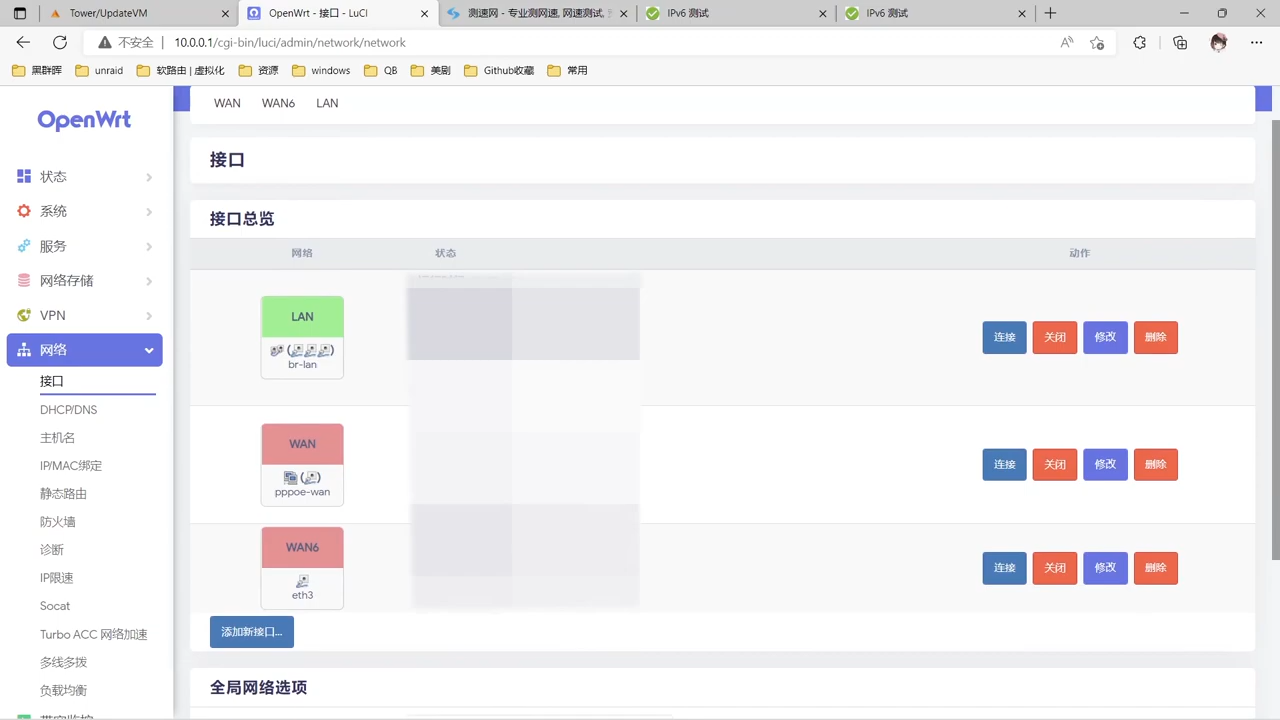 Tower/UpdateVM
OpenWrt - 接口 - LuCI
测速网 - 专业测网速, 网速测试,
IPv6 测试
IPv6 测试
不安全
10.0.0.1/cgi-bin/luci/admin/network/network
黑群晖
unraid
软路由 | 虚拟化
资源
windows
QB
美剧
Github收藏
常用
OpenWrt
状态
系统
服务
网络存储
VPN
网络
接口
DHCP/DNS
主机名
IP/MAC绑定
静态路由
防火墙
诊断
IP限速
Socat
Turbo ACC 网络加速
多线多拨
负载均衡
WAN WAN6 LAN
接口
接口总览
网络 状态 动作
LAN
br-lan
连接 关闭 修改 删除
WAN
pppoe-wan
连接 关闭 修改 删除
WAN6
eth3
连接 关闭 修改 删除
添加新接口...
全局网络选项